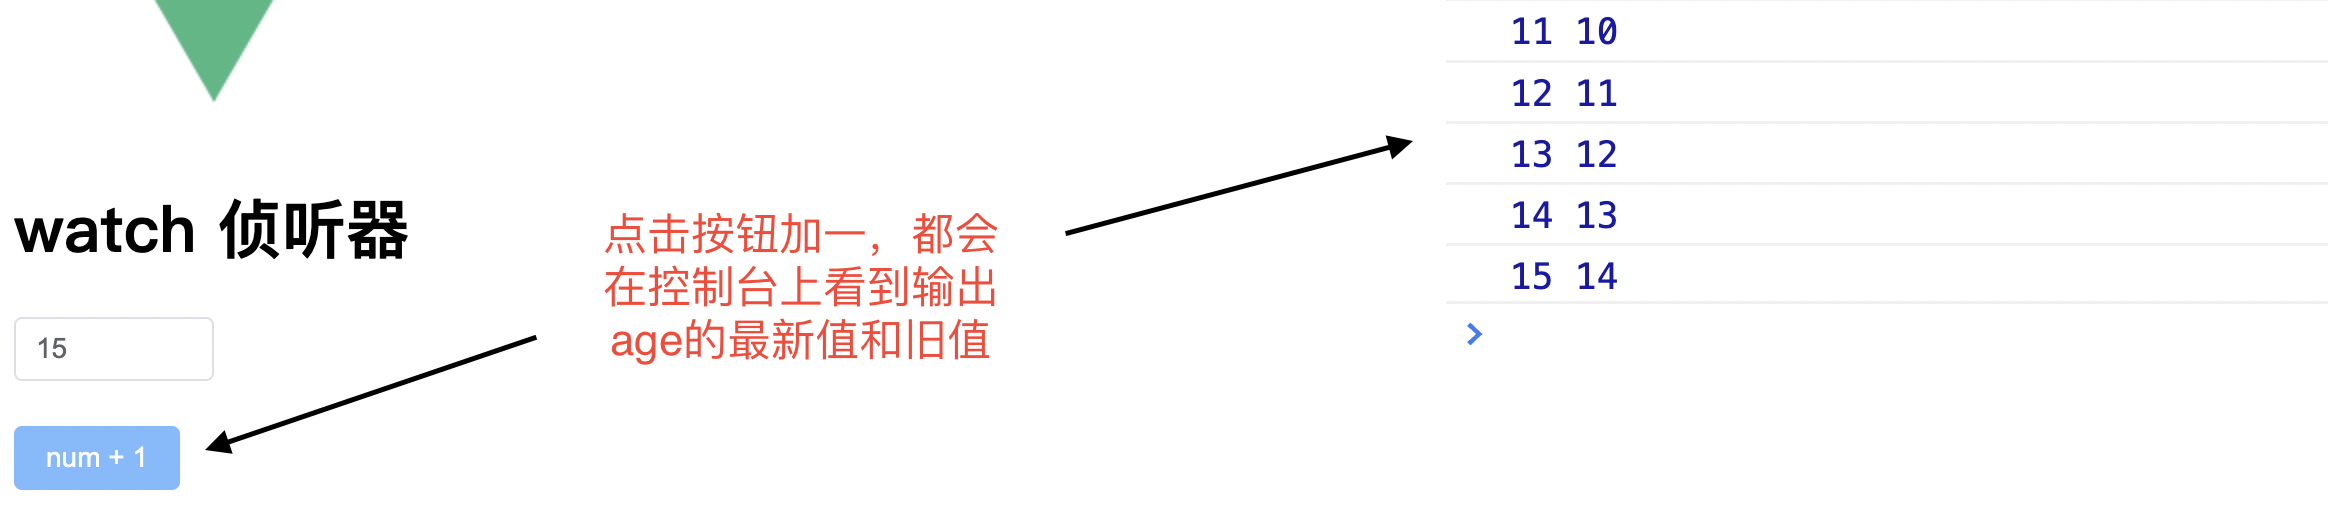 watch 侦听器
15
num + 1
点击按钮加一，都会
在控制台上看到输出
age的最新值和旧值
11 10
12 11
13 12
14 13
15 14